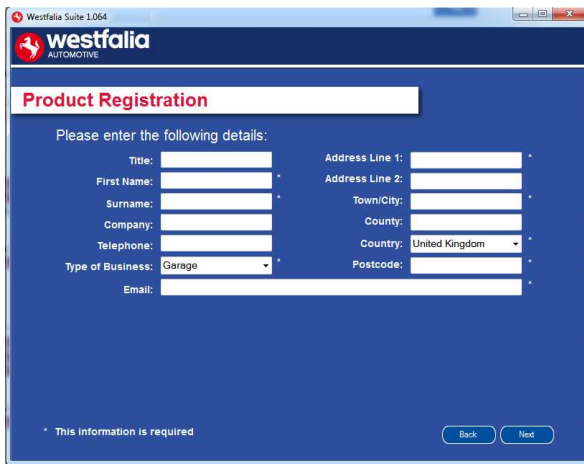 Westfalia Suite 1.064
westfalia
AUTOMOTIVE
Product Registration
Please enter the following details:
Title:
First Name: *
Surname: *
Company:
Telephone:
Type of Business: Garage *
Address Line 1: *
Address Line 2:
Town/City: *
County:
Country: United Kingdom *
Postcode: *
Email: *
* This information is required
Back
Next